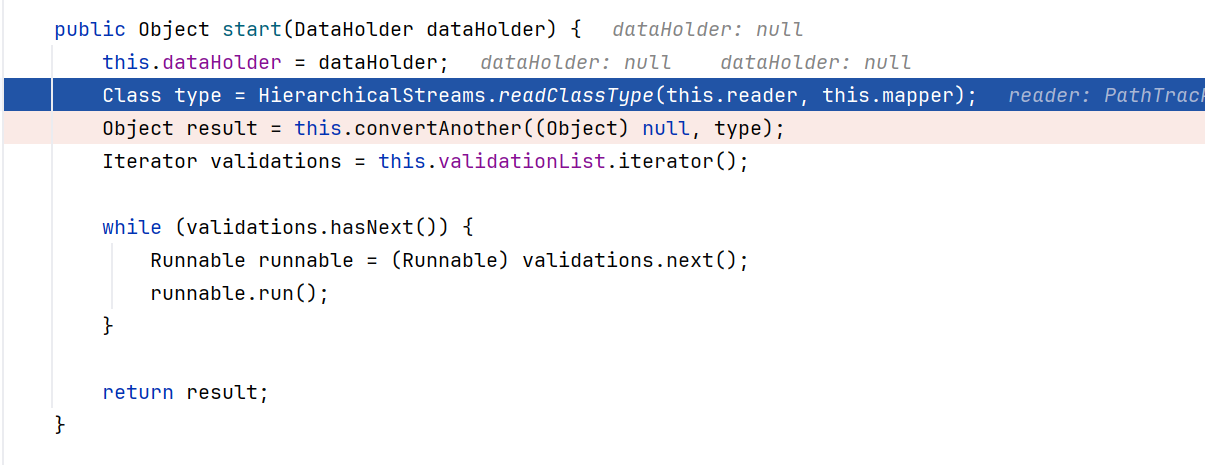 public Object start(DataHolder dataHolder) {   dataHolder: null
    this.dataHolder = dataHolder;   dataHolder: null    dataHolder: null
    Class type = HierarchicalStreams.readClassType(this.reader, this.mapper);   reader: PathTrack
    Object result = this.convertAnother((Object) null, type);
    Iterator validations = this.validationList.iterator();

    while (validations.hasNext()) {
        Runnable runnable = (Runnable) validations.next();
        runnable.run();
    }

    return result;
}